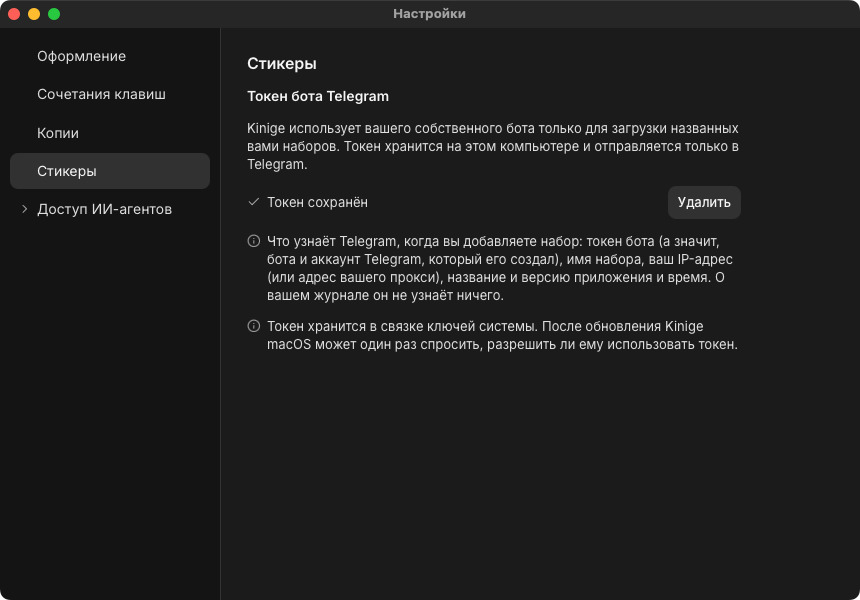 Настройки
Оформление
Сочетания клавиш
Копии
Стикеры
Доступ ИИ-агентов
Стикеры
Токен бота Telegram
Kinige использует вашего собственного бота только для загрузки названных
вами наборов. Токен хранится на этом компьютере и отправляется только в
Telegram.
Токен сохранён
Удалить
Что узнаёт Telegram, когда вы добавляете набор: токен бота (а значит,
бота и аккаунт Telegram, который его создал), имя набора, ваш IP-адрес
(или адрес вашего прокси), название и версию приложения и время. О
вашем журнале он не узнаёт ничего.
Токен хранится в связке ключей системы. После обновления Kinige
macOS может один раз спросить, разрешить ли ему использовать токен.